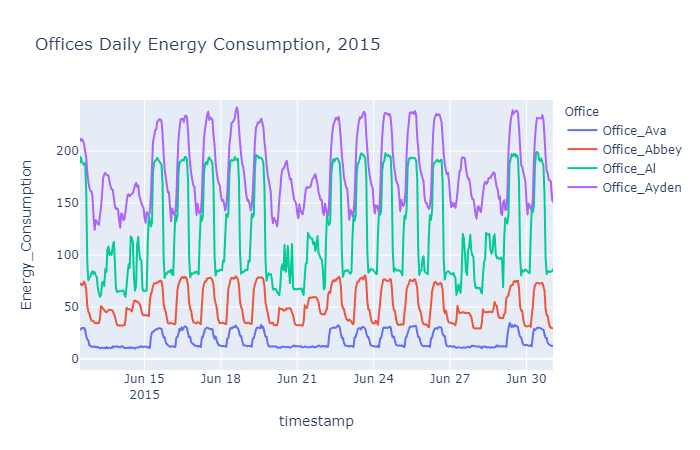 Offices Daily Energy Consumption, 2015
Office
Office_Ava
Office_Abbey
Office_Al
Office_Ayden
Energy_Consumption
200
150
100
50
0
Jun 15
2015
Jun 18
Jun 21
Jun 24
Jun 27
Jun 30
timestamp